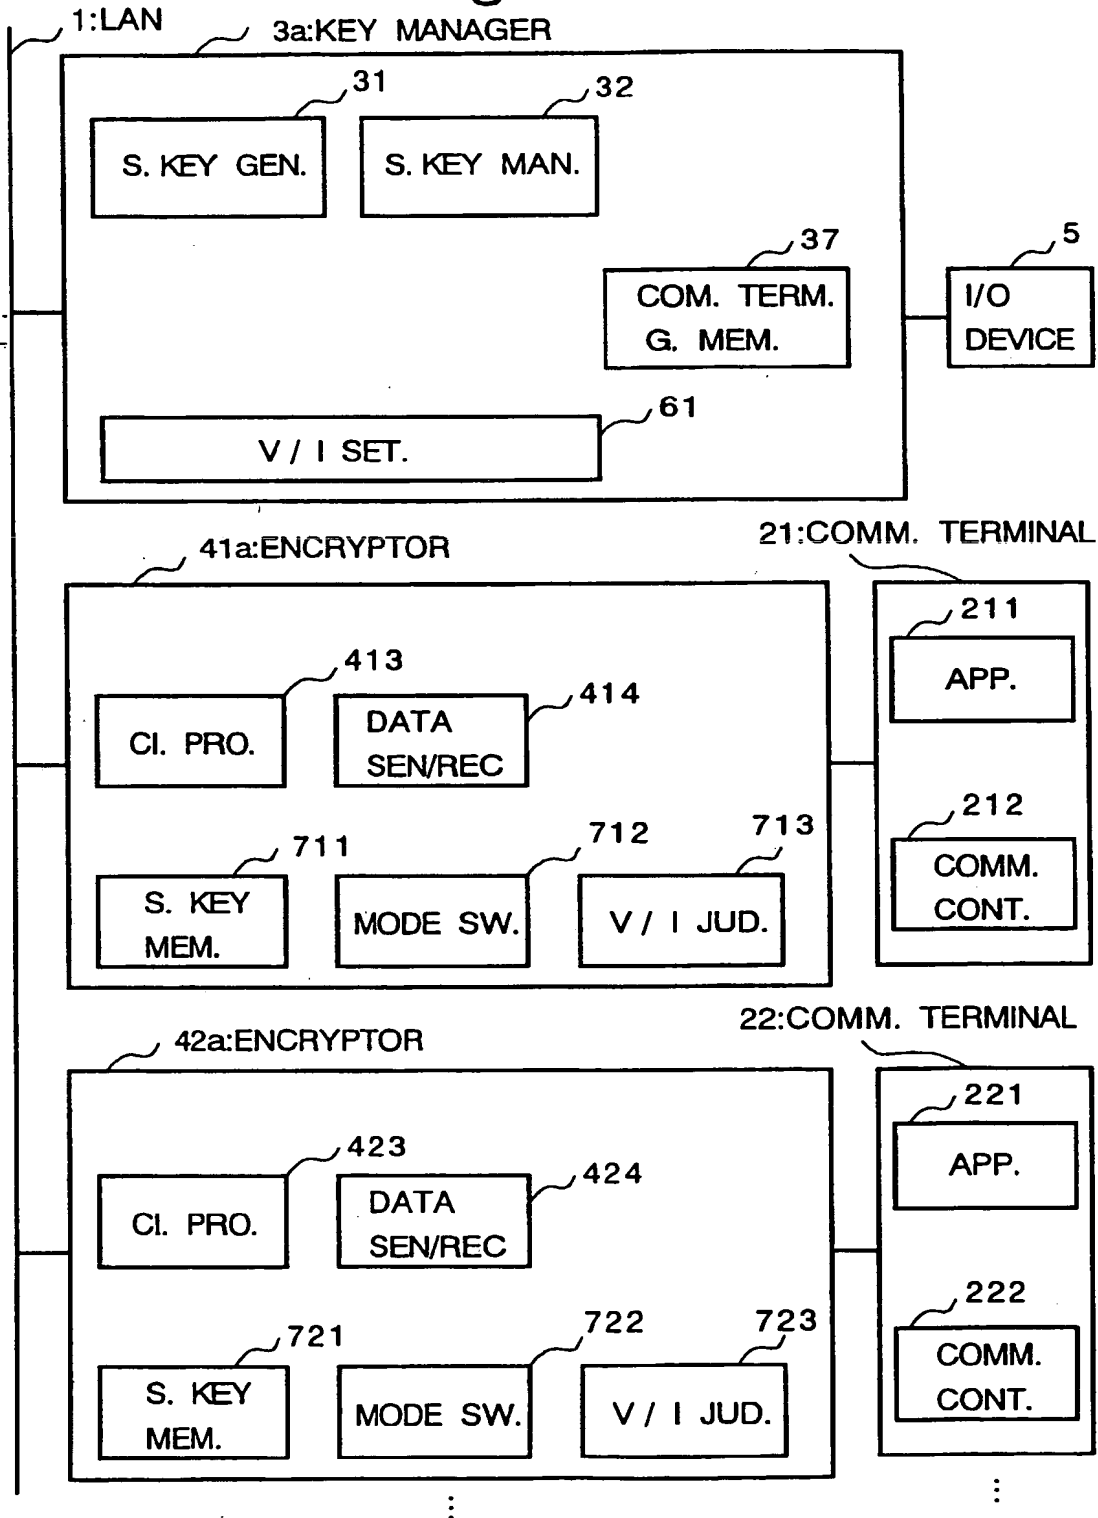 1:LAN
3a:KEY MANAGER
31
32
S. KEY GEN.
S. KEY MAN.
37
5
COM. TERM.
G. MEM.
I/O
DEVICE
61
V / I SET.
41a:ENCRYPTOR
21:COMM. TERMINAL
211
APP.
413
414
CI. PRO.
DATA
SEN/REC
212
COMM.
CONT.
711
712
713
S. KEY
MEM.
MODE SW.
V / I JUD.
42a:ENCRYPTOR
22:COMM. TERMINAL
221
APP.
423
424
CI. PRO.
DATA
SEN/REC
222
COMM.
CONT.
721
722
723
S. KEY
MEM.
MODE SW.
V / I JUD.